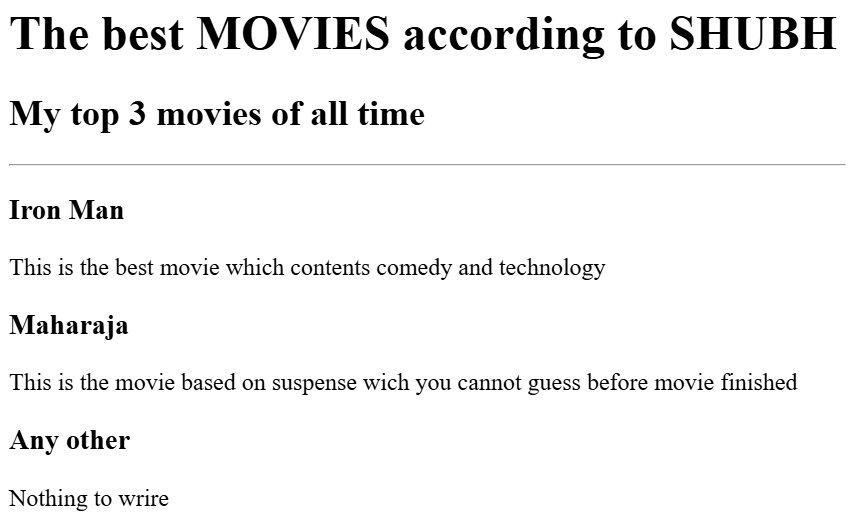 The best MOVIES according to SHUBH
My top 3 movies of all time
Iron Man
This is the best movie which contents comedy and technology
Maharaja
This is the movie based on suspense wich you cannot guess before movie finished
Any other
Nothing to wrire